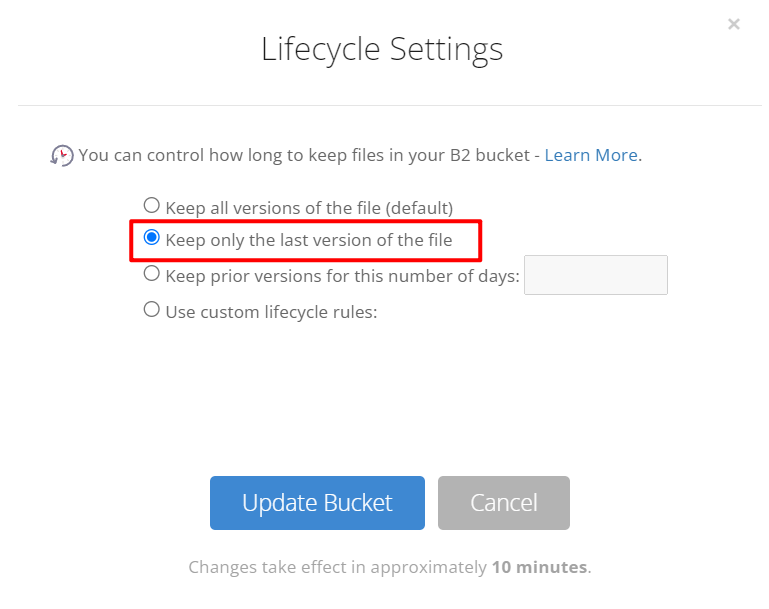 ×
Lifecycle Settings
You can control how long to keep files in your B2 bucket - Learn More.
Keep all versions of the file (default)
Keep only the last version of the file
Keep prior versions for this number of days:
Use custom lifecycle rules:
Update Bucket Cancel
Changes take effect in approximately 10 minutes.